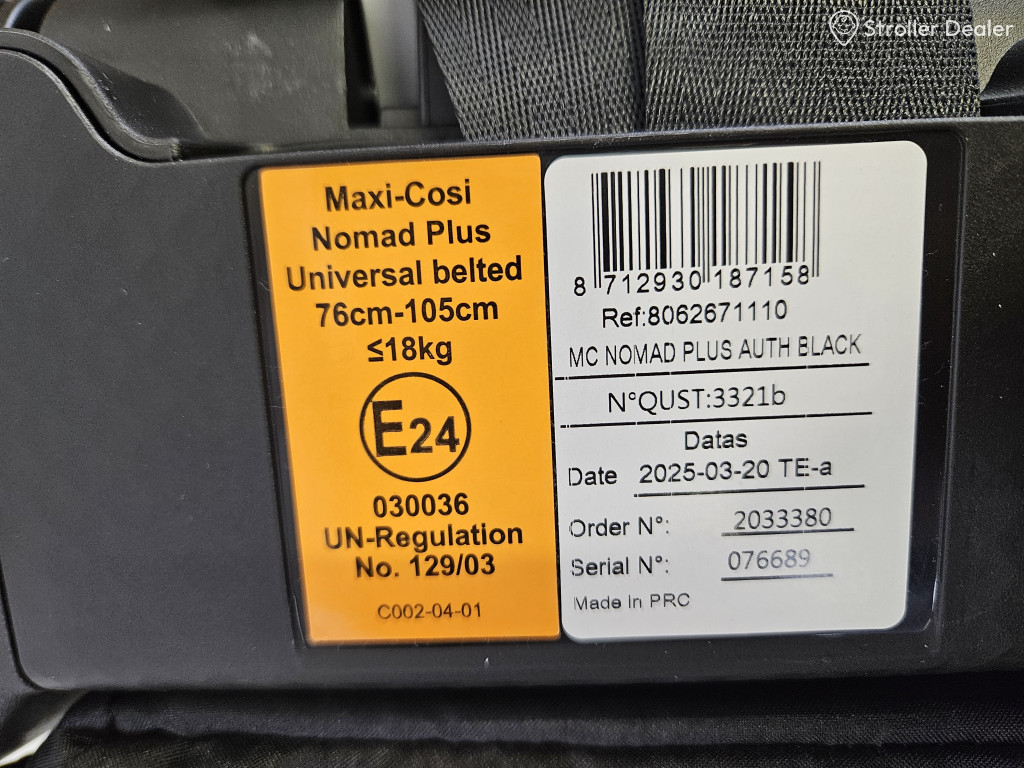 Stroller Dealer
Maxi-Cosi
Nomad Plus
Universal belted
76cm-105cm
≤18kg
E24
030036
UN-Regulation
No. 129/03
C002-04-01
8 712930 187158
Ref:8062671110
MC NOMAD PLUS AUTH BLACK
N°QUST:3321b
Datas
Date 2025-03-20 TE-a
Order N°: 2033380
Serial N°: 076689
Made in PRC